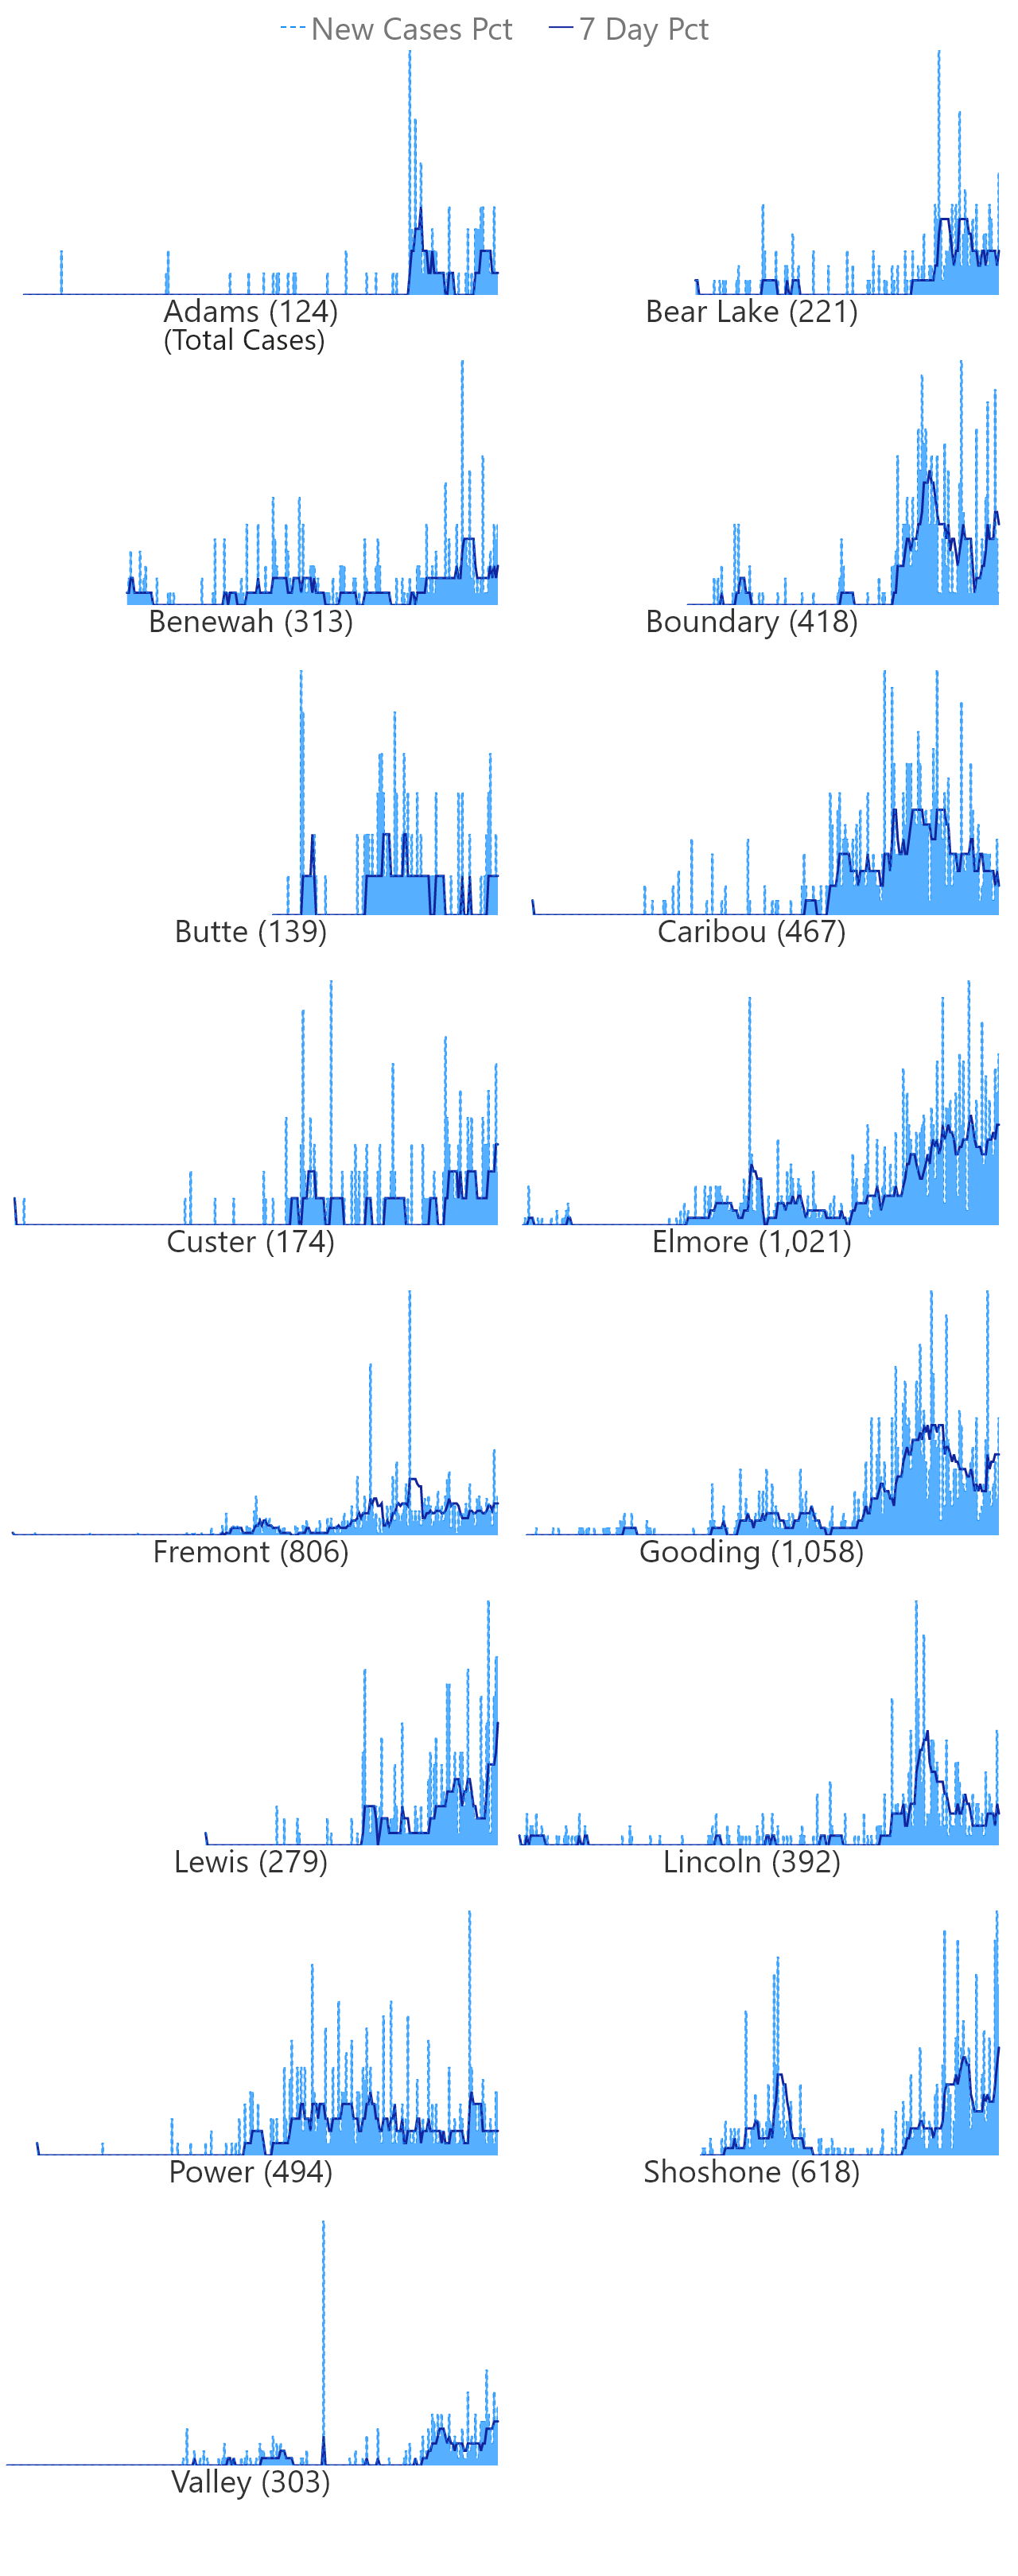 New Cases Pct 7 Day Pct
Adams (124)
(Total Cases)
Bear Lake (221)
Benewah (313)
Boundary (418)
Butte (139)
Caribou (467)
Custer (174)
Elmore (1,021)
Fremont (806)
Gooding (1,058)
Lewis (279)
Lincoln (392)
Power (494)
Shoshone (618)
Valley (303)